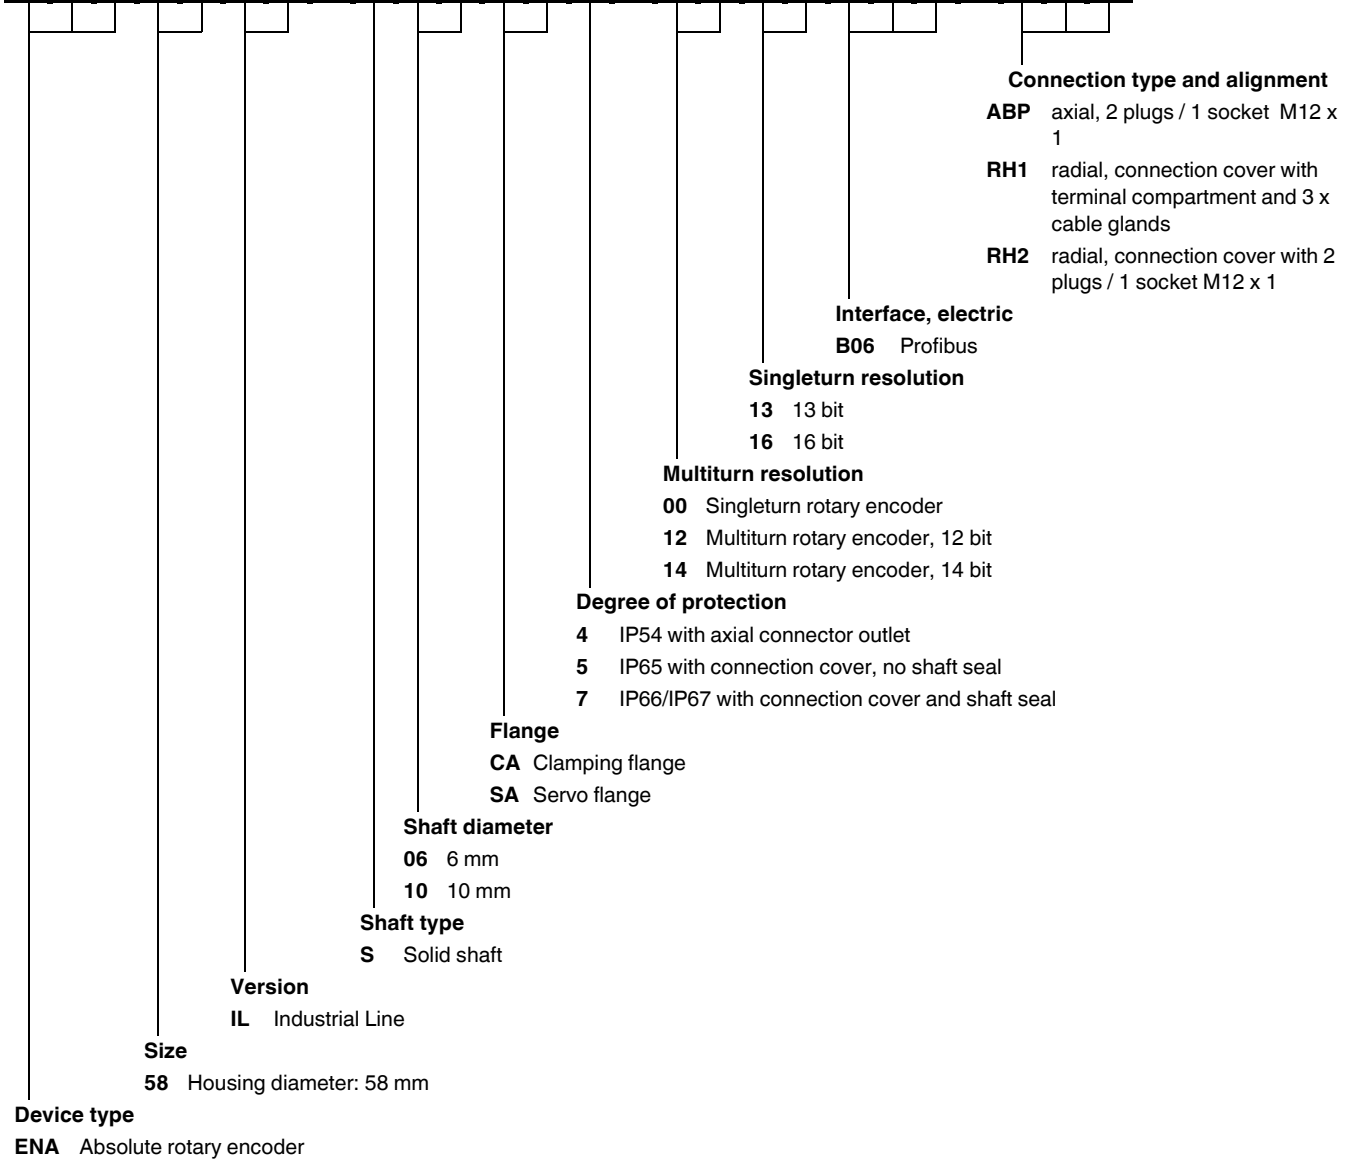 Connection type and alignment
ABP axial, 2 plugs / 1 socket M12 x
1
RH1 radial, connection cover with
terminal compartment and 3 x
cable glands
RH2 radial, connection cover with 2
plugs / 1 socket M12 x 1
Interface, electric
B06 Profibus
Singleturn resolution
13 13 bit
16 16 bit
Multiturn resolution
00 Singleturn rotary encoder
12 Multiturn rotary encoder, 12 bit
14 Multiturn rotary encoder, 14 bit
Degree of protection
4 IP54 with axial connector outlet
5 IP65 with connection cover, no shaft seal
7 IP66/IP67 with connection cover and shaft seal
Flange
CA Clamping flange
SA Servo flange
Shaft diameter
06 6 mm
10 10 mm
Shaft type
S Solid shaft
Version
IL Industrial Line
Size
58 Housing diameter: 58 mm
Device type
ENA Absolute rotary encoder